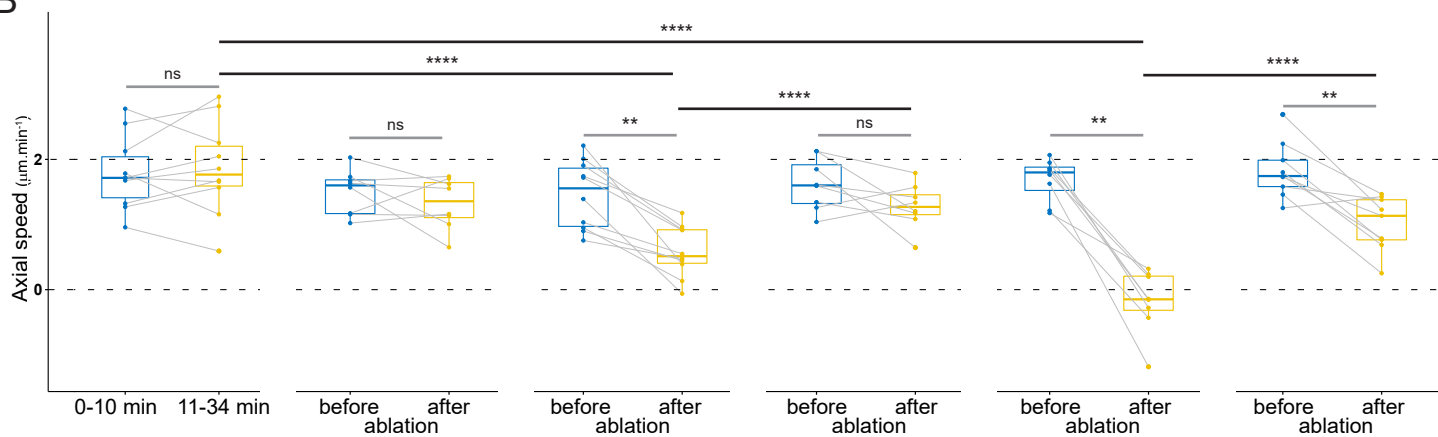 ****
****
****
ns
****
**
ns
**
**
ns
2
0
Axial speed (μm.min⁻¹)
0-10 min 11-34 min
before after
ablation
before after
ablation
before after
ablation
before after
ablation
before after
ablation